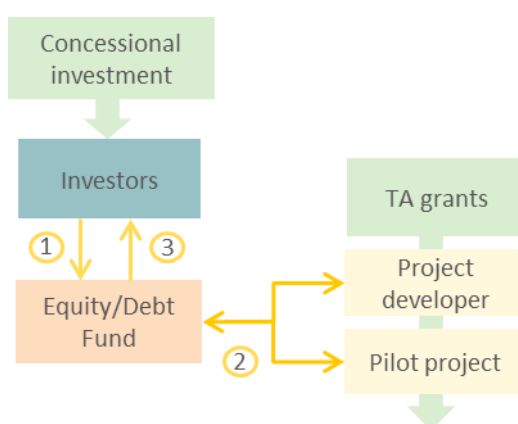 Concessional
investment
Investors
TA grants
1
3
Project
developer
Equity/Debt
Fund
2
Pilot project